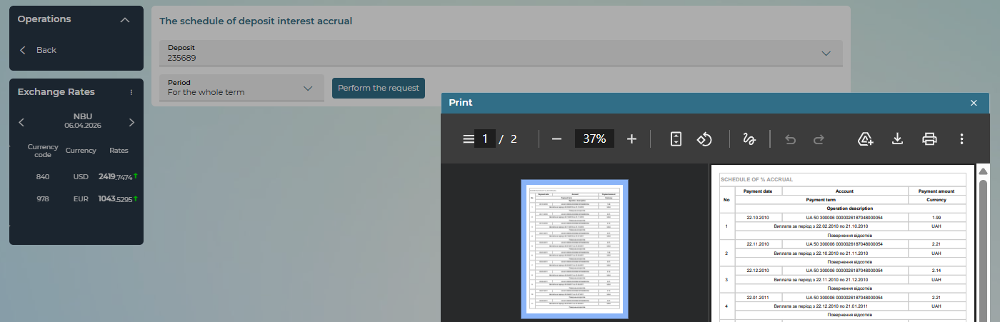 Operations
Back
Exchange Rates
NBU
06.04.2026
Currency code Currency Rates
840 USD 2419.7474
978 EUR 1043.5295
The schedule of deposit interest accrual
Deposit
235689
Period
For the whole term
Perform the request
Print
1 / 2 37%
SCHEDULE OF % ACCRUAL
No Payment date Account Payment amount
Payment term Currency
Operation description
1 22.10.2010 UA 50 300006 0000026187048000054 1.99
Виплата за період з 22.02.2010 по 21.10.2010 UAH
Повернення відсотків
2 22.11.2010 UA 50 300006 0000026187048000054 2.21
Виплата за період з 22.10.2010 по 21.11.2010 UAH
Повернення відсотків
3 22.12.2010 UA 50 300006 0000026187048000054 2.14
Виплата за період з 22.11.2010 по 21.12.2010 UAH
Повернення відсотків
4 22.01.2011 UA 50 300006 0000026187048000054 2.21
Виплата за період з 22.12.2010 по 21.01.2011 UAH
Повернення відсотків